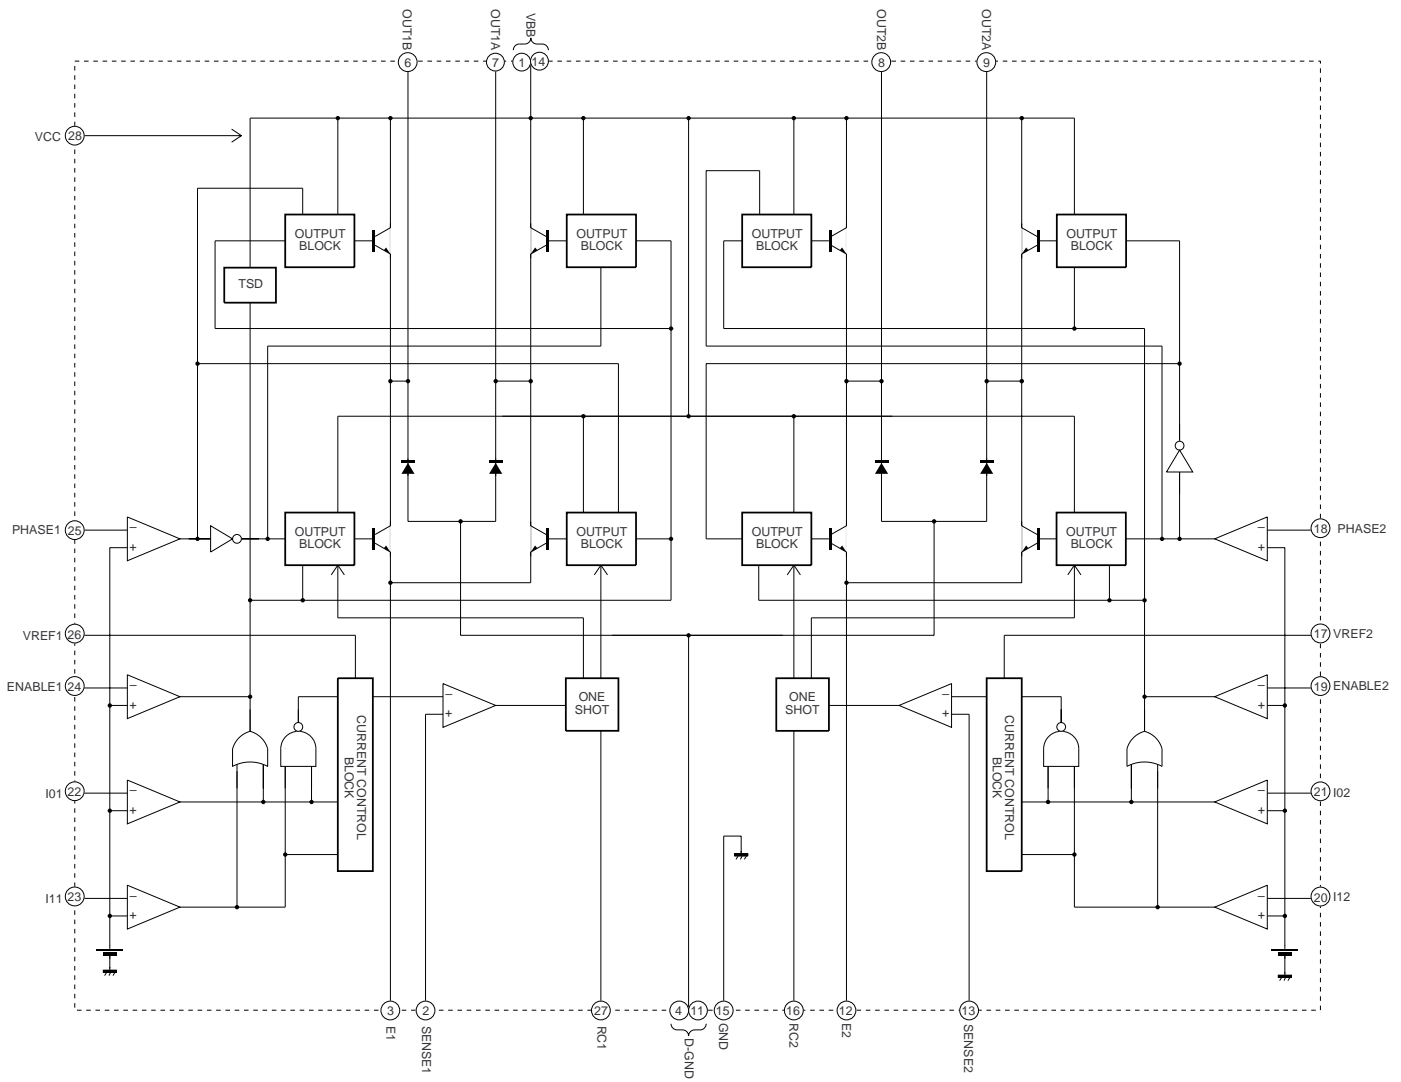 OUT1B
OUT1A
VBB
OUT2B
OUT2A
6
7
1
14
8
9
VCC
28
OUTPUT
BLOCK
OUTPUT
BLOCK
OUTPUT
BLOCK
OUTPUT
BLOCK
TSD
PHASE1
25
−
+
OUTPUT
BLOCK
OUTPUT
BLOCK
OUTPUT
BLOCK
OUTPUT
BLOCK
−
+
18
PHASE2
VREF1
26
17
VREF2
ENABLE1
24
−
+
CURRENT CONTROL
BLOCK
−
+
ONE
SHOT
ONE
SHOT
−
+
CURRENT CONTROL
BLOCK
−
+
19
ENABLE2
I01
22
−
+
−
+
21
I02
I11
23
−
+
−
+
20
I12
3
2
27
4
11
15
16
12
13
E1
SENSE1
RC1
D-GND
GND
RC2
E2
SENSE2